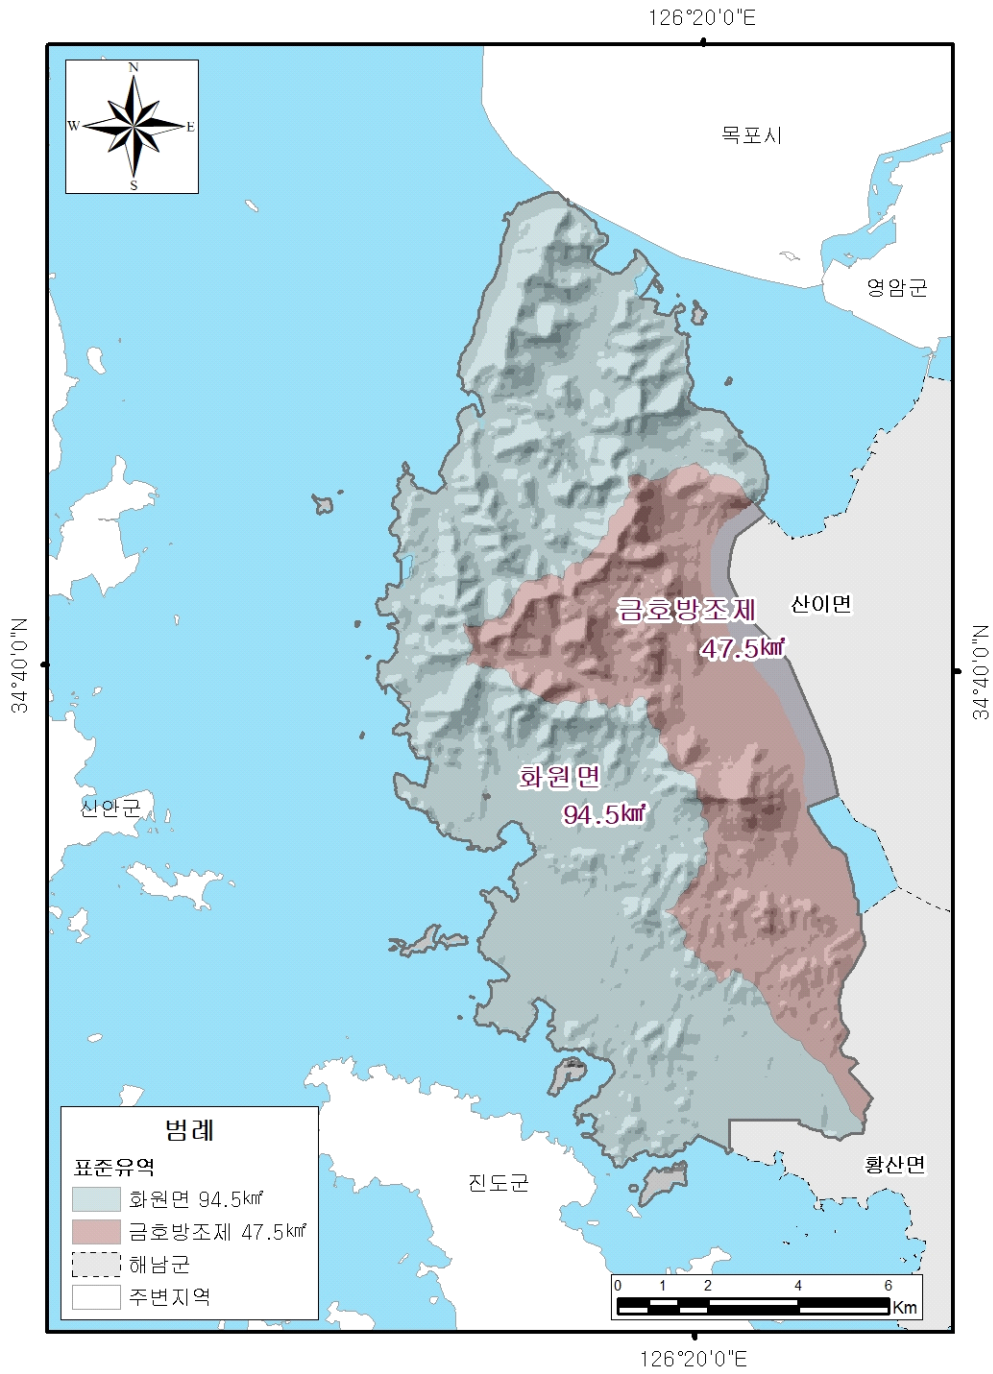 126°20'0"E
N
W
E
S
목포시
영암군
34°40'0"N
금호방조제
47.5㎢
산이면
34°40'0"N
화원면
94.5㎢
신안군
진도군
황산면
범례
표준유역
화원면 94.5㎢
금호방조제 47.5㎢
해남군
주변지역
0 1 2 4 6
Km
126°20'0"E